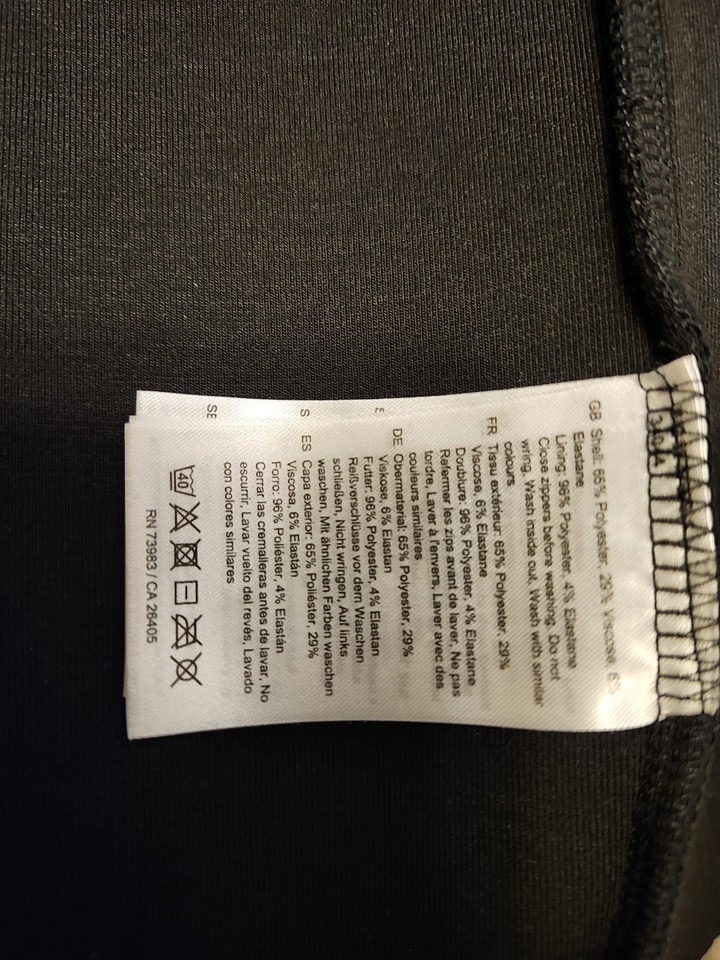 GB Shell: 65% Polyester, 29% Viscose, 6%
Elastane
Lining: 96% Polyester, 4% Elastane
Close zippers before washing, Do not
wring, Wash inside out, Wash with similar
colours
FR Tissu extérieur: 65% Polyester, 29%
Viscose, 6% Elastane
Doublure: 96% Polyester, 4% Elastane
Refermer les zips avant de laver, Ne pas
tordre, Laver à l'envers, Laver avec des
couleurs similaires
DE Obermaterial: 65% Polyester, 29%
Viskose, 6% Elastan
Futter: 96% Polyester, 4% Elastan
Reißverschlüsse vor dem Waschen
schließen, Nicht wringen, Auf links
waschen, Mit ähnlichen Farben waschen
ES Capa exterior: 65% Poliéster, 29%
Viscosa, 6% Elastán
Forro: 96% Poliéster, 4% Elastán
Cerrar las cremalleras antes de lavar, No
escurrir, Lavar vuelto del revés, Lavado
con colores similares
40
RN 73983 / CA 26405
SE